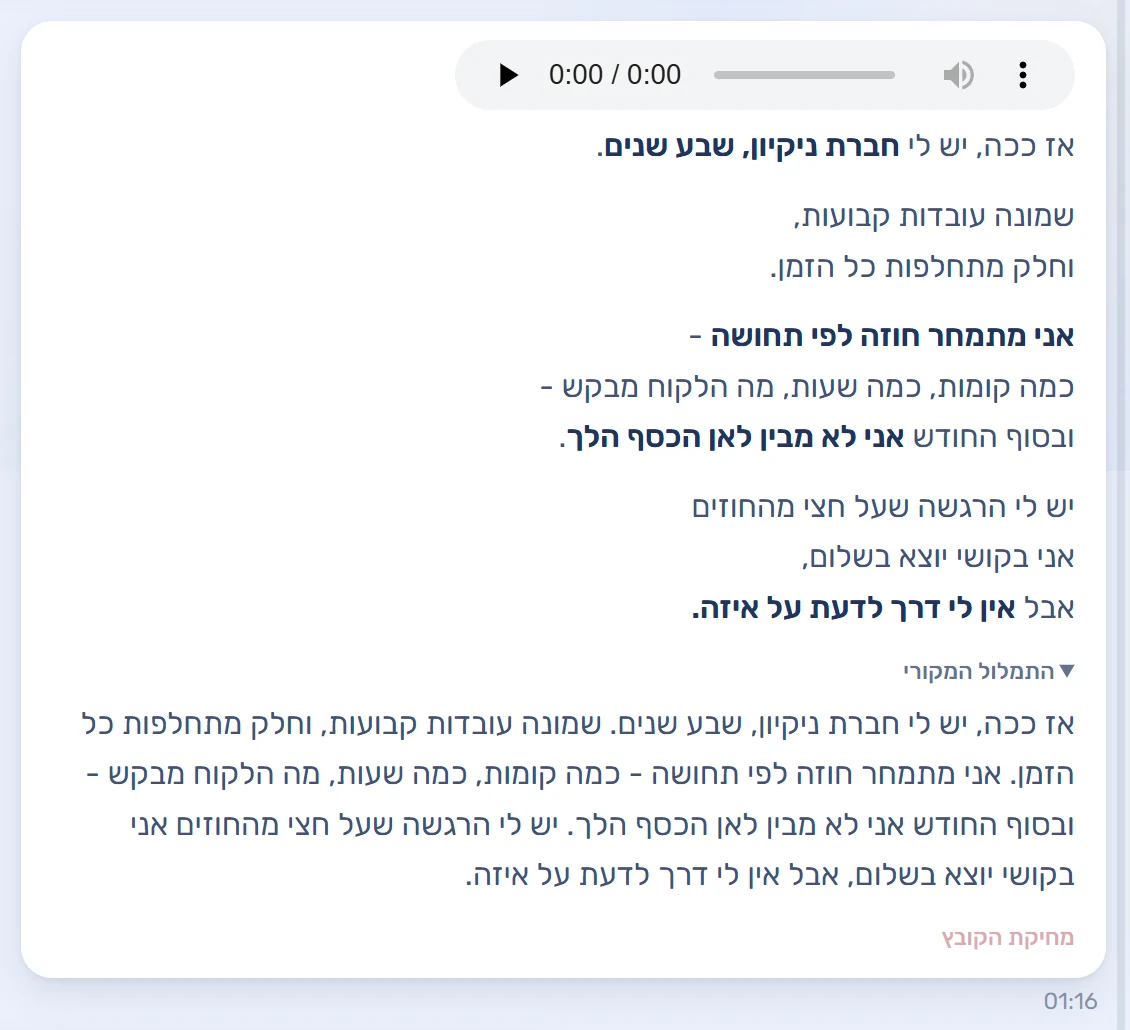 0:00 / 0:00
אז ככה, יש לי חברת ניקיון, שבע שנים.
שמונה עובדות קבועות,
וחלק מתחלפות כל הזמן.
אני מתמחר חוזה לפי תחושה –
כמה קומות, כמה שעות, מה הלקוח מבקש –
ובסוף החודש אני לא מבין לאן הכסף הלך.
יש לי הרגשה שעל חצי מהחוזים
אני בקושי יוצא בשלום,
אבל אין לי דרך לדעת על איזה.
▼ התמלול המקורי
אז ככה, יש לי חברת ניקיון, שבע שנים. שמונה עובדות קבועות, וחלק מתחלפות כל
הזמן. אני מתמחר חוזה לפי תחושה – כמה קומות, כמה שעות, מה הלקוח מבקש –
ובסוף החודש אני לא מבין לאן הכסף הלך. יש לי הרגשה שעל חצי מהחוזים אני
בקושי יוצא בשלום, אבל אין לי דרך לדעת על איזה.
מחיקת הקובץ
01:16